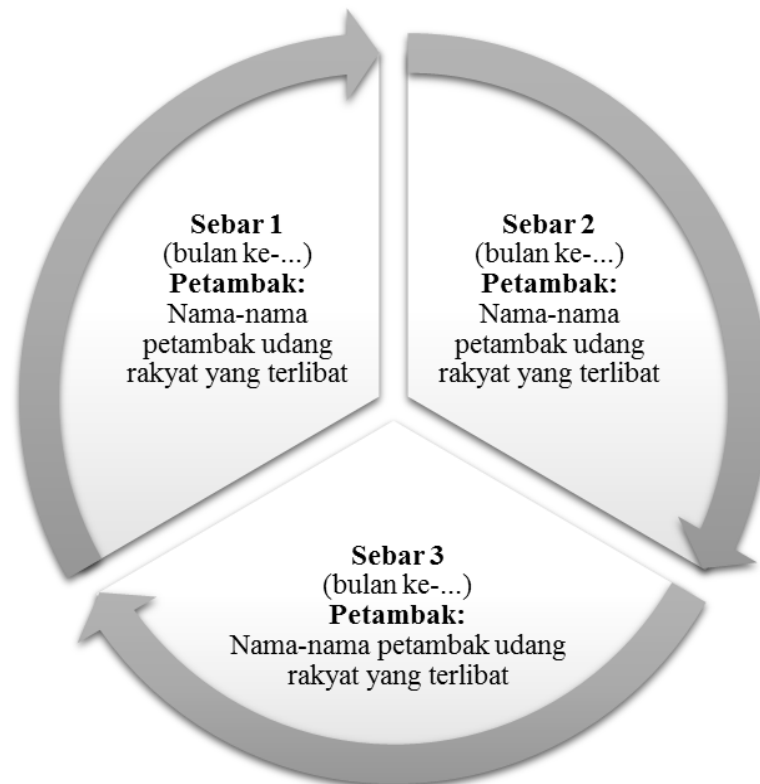 Sebar 1
(bulan ke-...)
Petambak:
Nama-nama
petambak udang
rakyat yang terlibat
Sebar 2
(bulan ke-...)
Petambak:
Nama-nama
petambak udang
rakyat yang terlibat
Sebar 3
(bulan ke-...)
Petambak:
Nama-nama petambak udang
rakyat yang terlibat